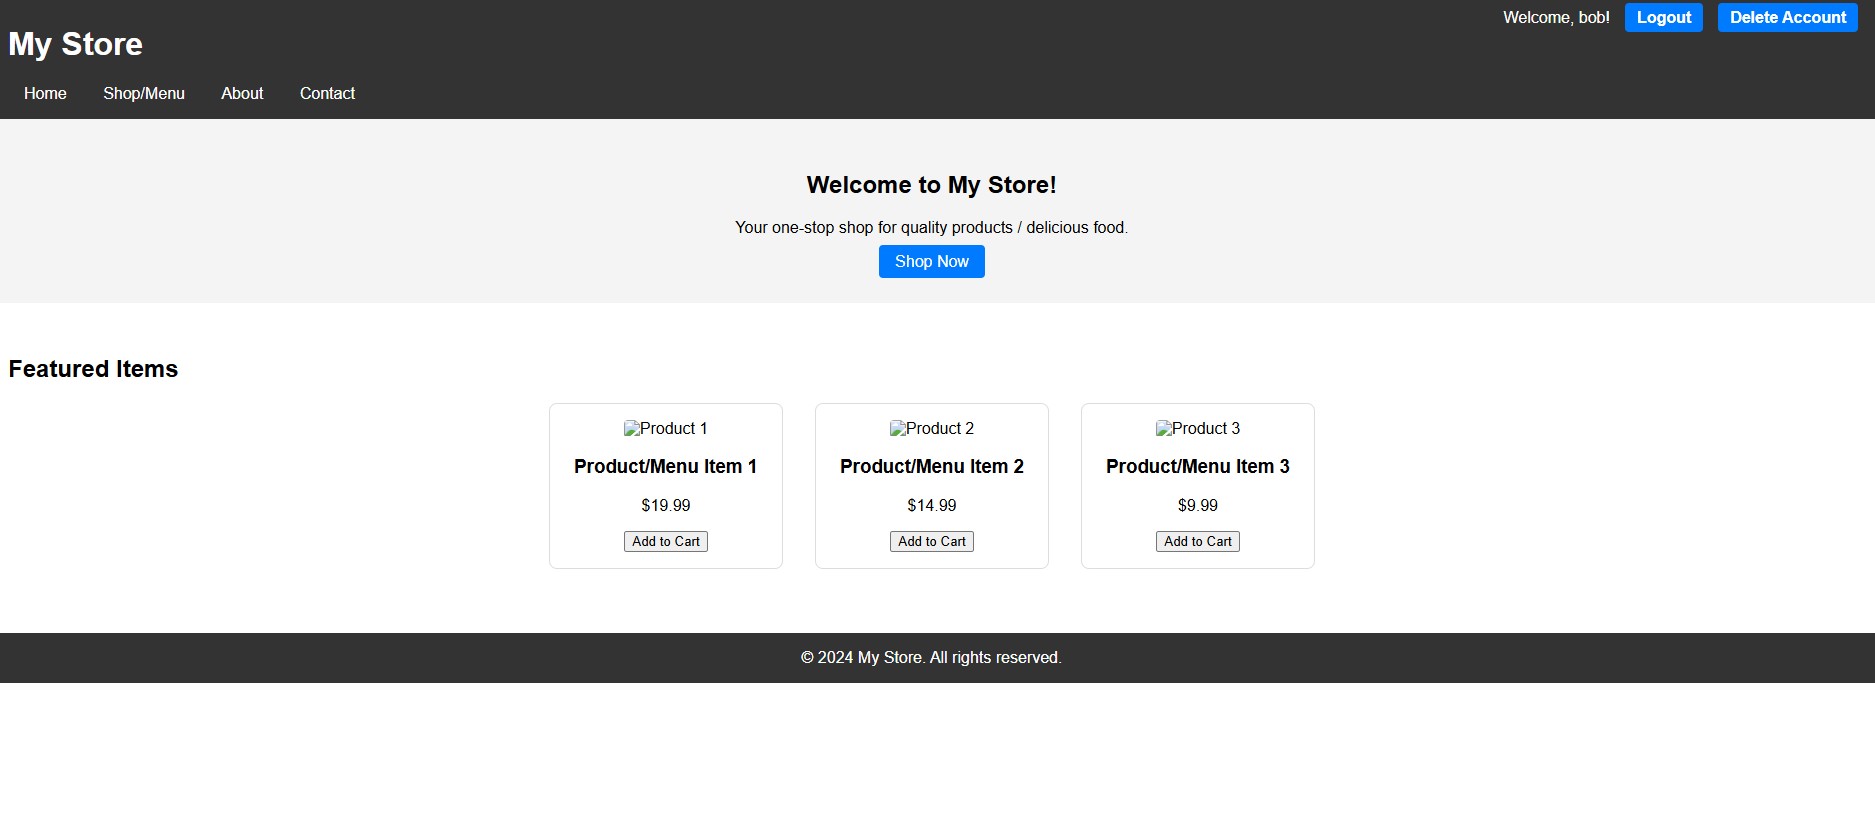 Welcome, bob! Logout Delete Account
My Store
Home Shop/Menu About Contact
Welcome to My Store!
Your one-stop shop for quality products / delicious food.
Shop Now
Featured Items
Product 1
Product/Menu Item 1
$19.99
Add to Cart
Product 2
Product/Menu Item 2
$14.99
Add to Cart
Product 3
Product/Menu Item 3
$9.99
Add to Cart
© 2024 My Store. All rights reserved.